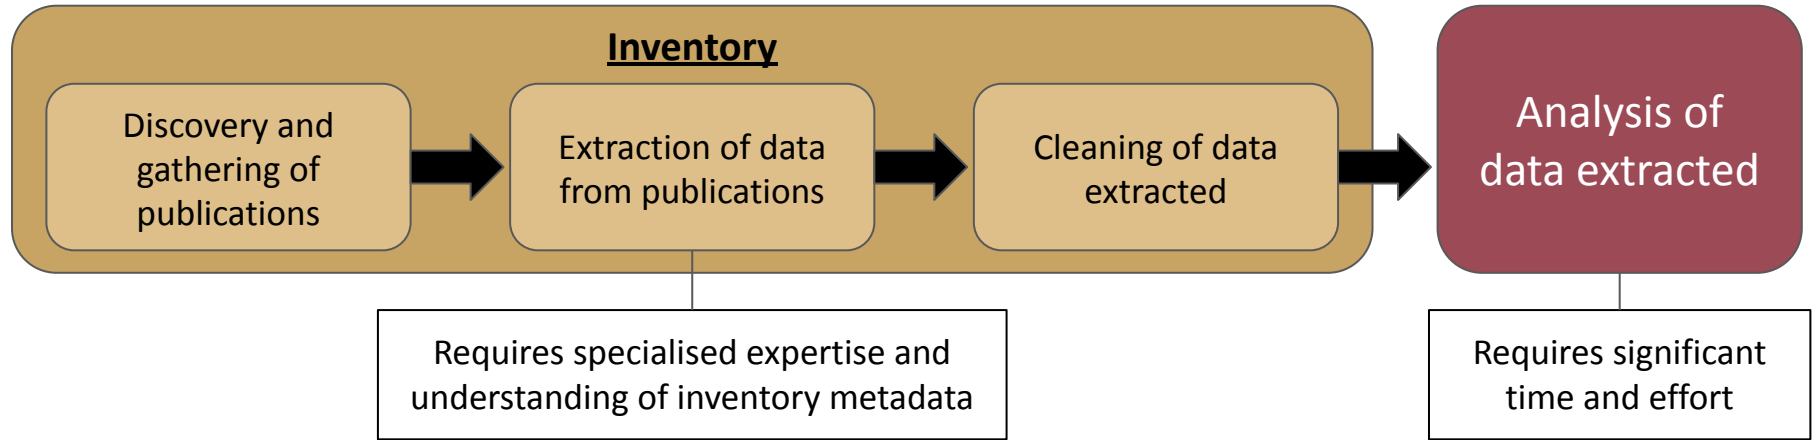 Inventory
Discovery and
gathering of
publications
Extraction of data
from publications
Cleaning of data
extracted
Analysis of
data extracted
Requires specialised expertise and
understanding of inventory metadata
Requires significant
time and effort